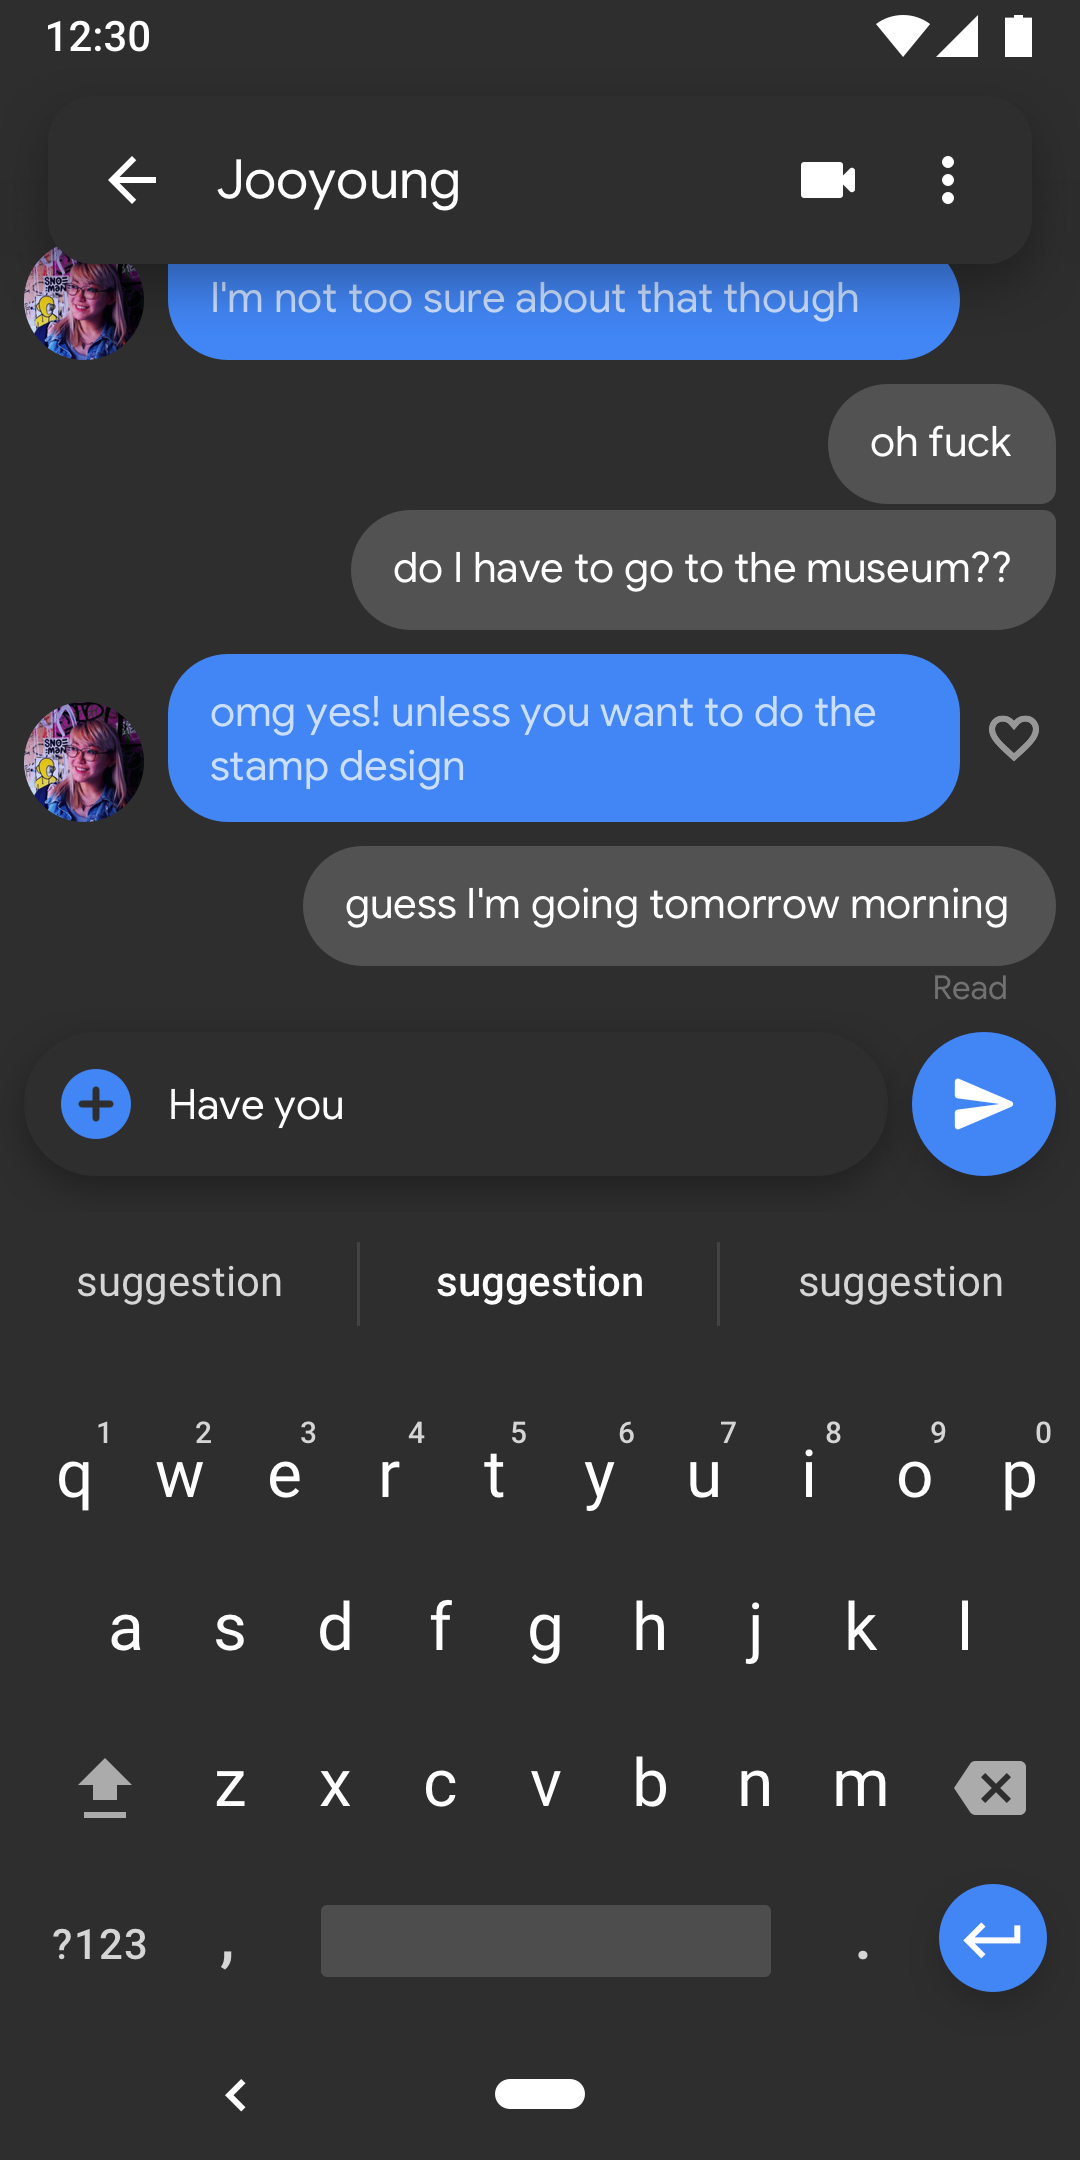 12:30
Jooyoung
I'm not too sure about that though
oh fuck
do I have to go to the museum??
omg yes! unless you want to do the
stamp design
guess I'm going tomorrow morning
Read
Have you
suggestion suggestion suggestion
1 2 3 4 5 6 7 8 9 0
q w e r t y u i o p
a s d f g h j k l
z x c v b n m
?123 , .